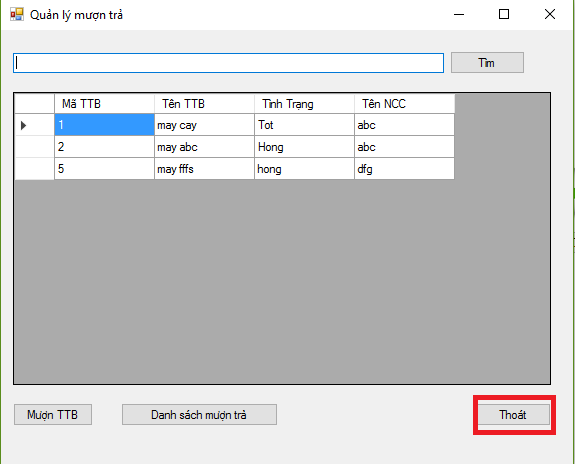 Quản lý mượn trả
Tìm
Mã TTB Tên TTB Tình Trạng Tên NCC
1 may cay Tot abc
2 may abc Hong abc
5 may fffs hong dfg
Mượn TTB Danh sách mượn trả Thoát